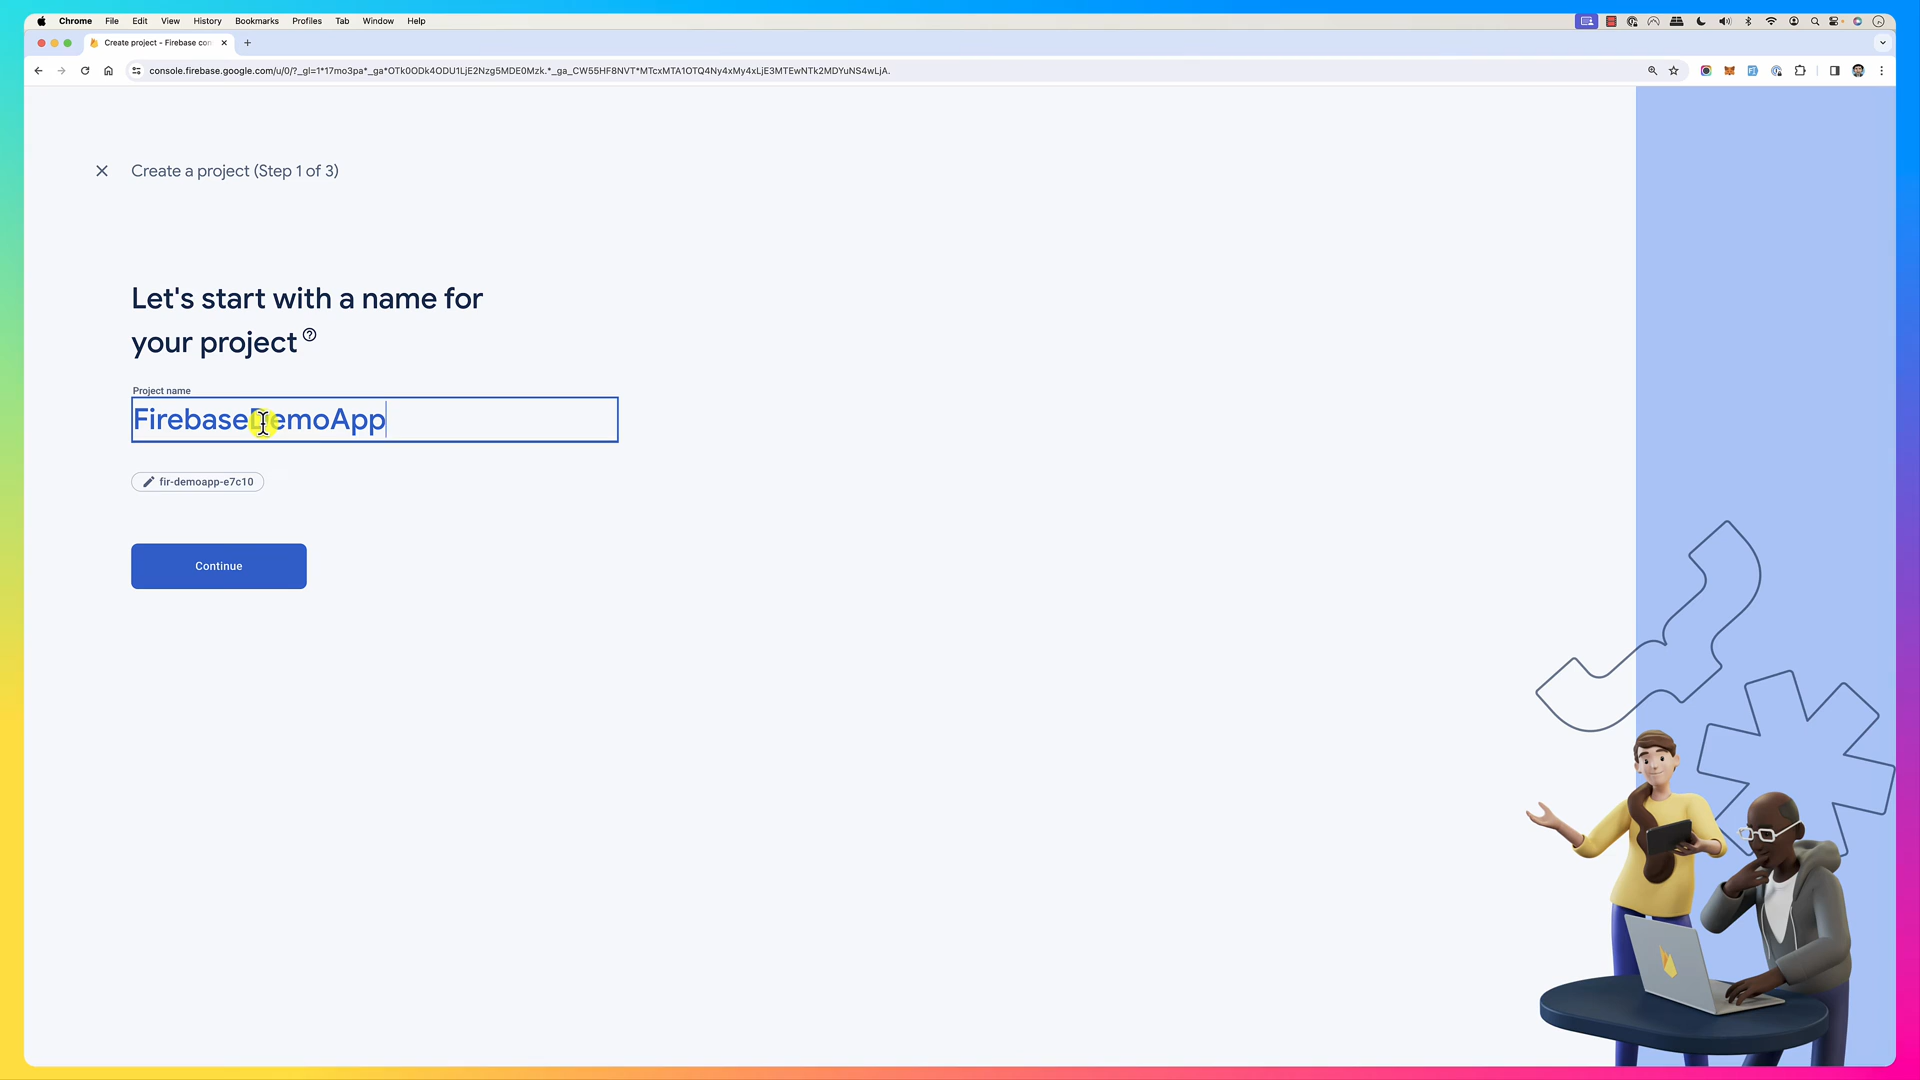 Chrome File Edit View History Bookmarks Profiles Tab Window Help
Create project - Firebase con
console.firebase.google.com/u/0/?_gl=1*17mo3pa*_ga*OTk0ODk4ODU1LjE2Nzg5MDE0Mzk.*_ga_CW55HF8NVT*MTcxMTA1OTQ4Ny4xMy4xLjE3MTEwNTk2MDYuNS4wLjA.
Create a project (Step 1 of 3)
Let's start with a name for
your project
Project name
FirebaseDemoApp
fir-demoapp-e7c10
Continue